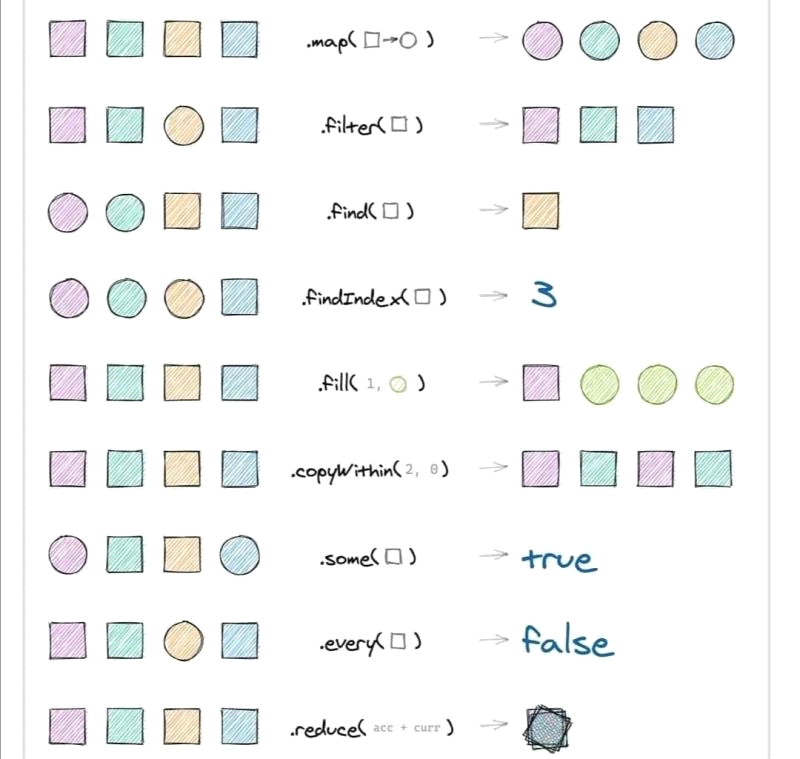 .map( → ) →
.filter( ) →
.find( ) →
.findIndex( ) → 3
.fill( 1, ) →
.copyWithin( 2, 0 ) →
.some( ) → true
.every( ) → false
.reduce( acc + curr ) →